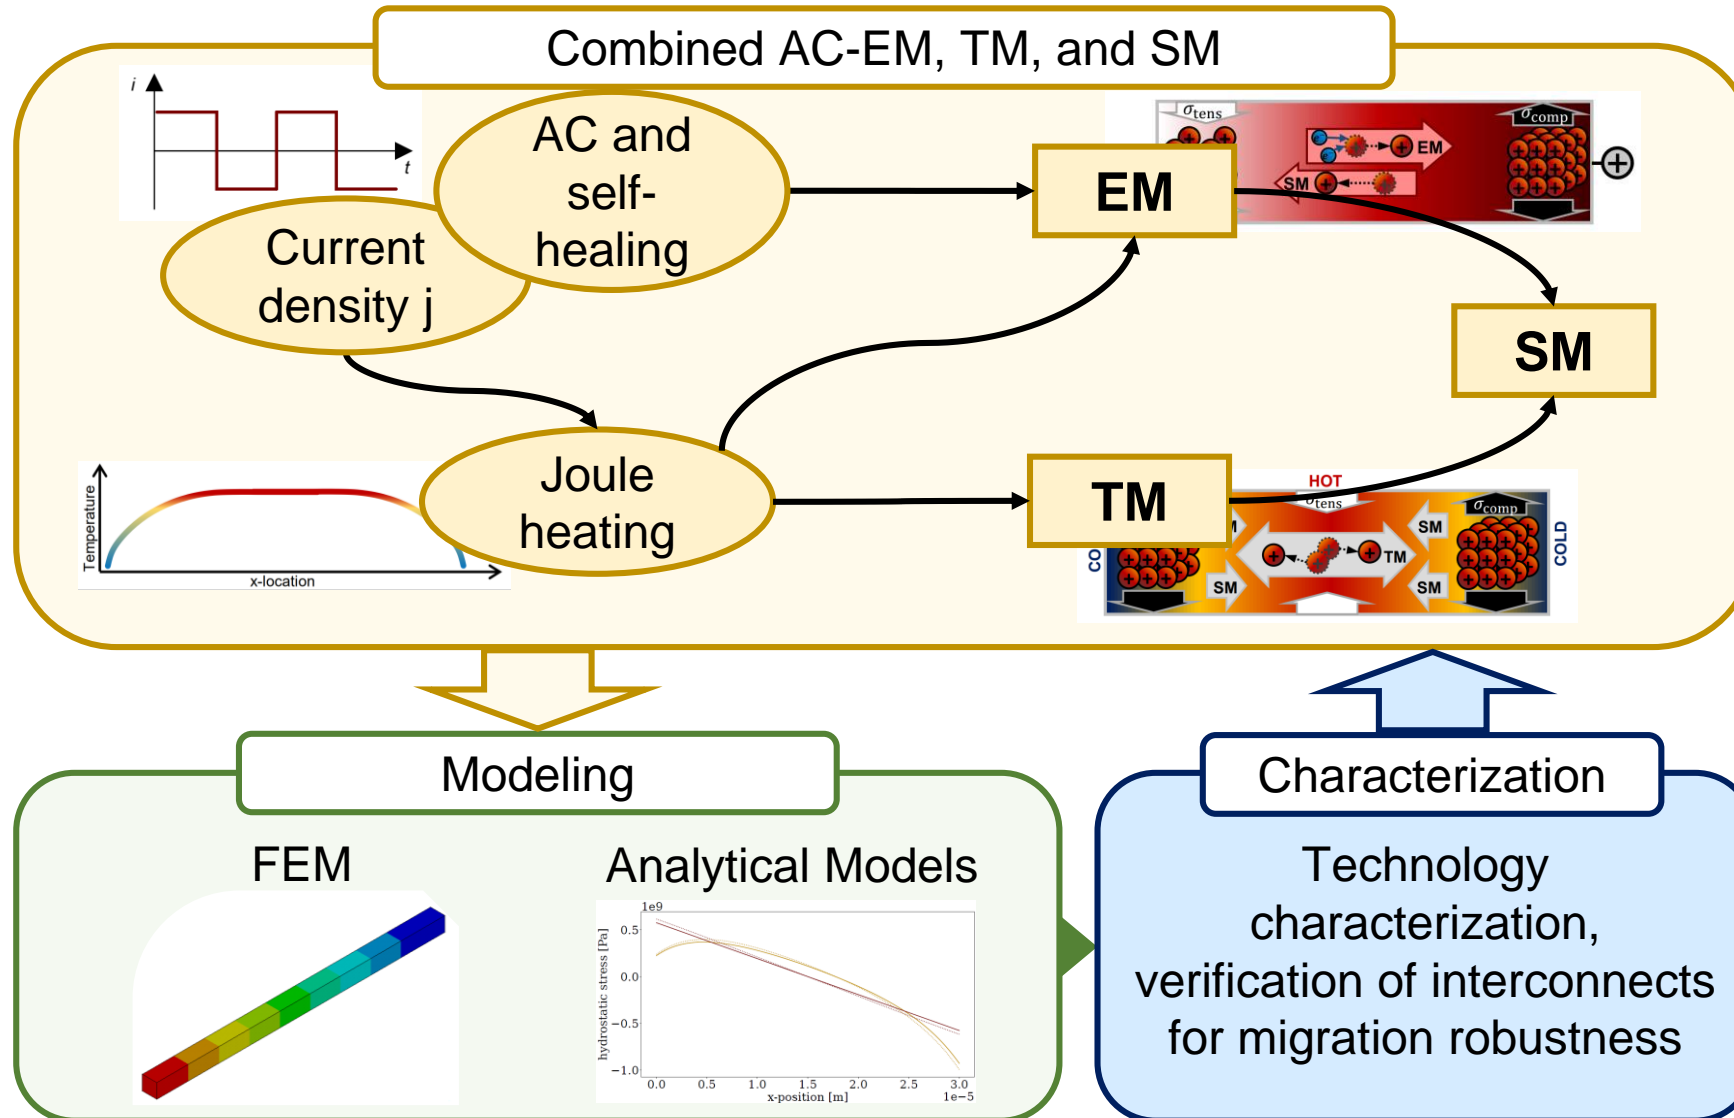 Combined AC-EM, TM, and SM
i
t
AC and
self-
healing
Current
density j
EM
σtens
σcomp
e
e
+
+
EM
SM
+
SM
Joule
heating
Temperature
x-location
TM
HOT
σtens
σcomp
COLD
SM
SM
SM
SM
+
+
TM
Modeling
FEM
Analytical Models
1e9
hydrostatic stress [Pa]
0.5
0.0
−0.5
−1.0
0.0 0.5 1.0 1.5 2.0 2.5 3.0
x-position [m]
1e−5
Characterization
Technology
characterization,
verification of interconnects
for migration robustness